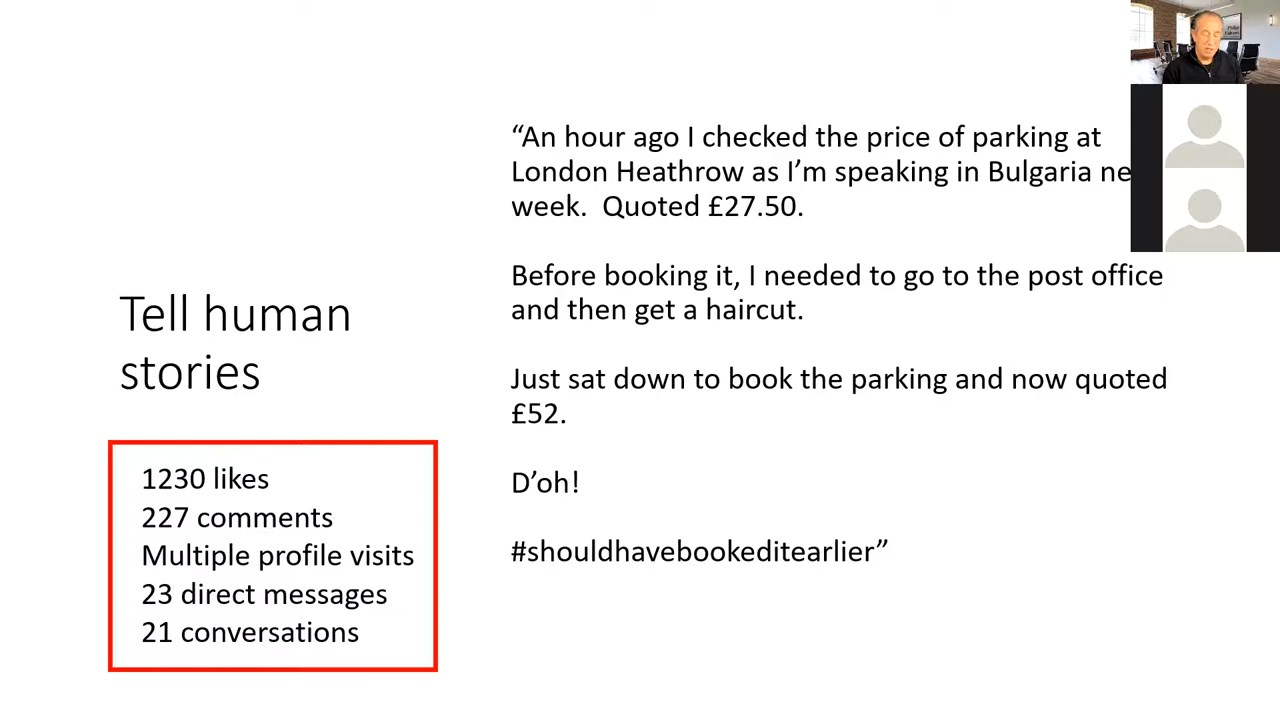 Tell human
stories
1230 likes
227 comments
Multiple profile visits
23 direct messages
21 conversations
“An hour ago I checked the price of parking at
London Heathrow as I’m speaking in Bulgaria ne
week. Quoted £27.50.
Before booking it, I needed to go to the post office
and then get a haircut.
Just sat down to book the parking and now quoted
£52.
D’oh!
#shouldhavebookeditearlier”